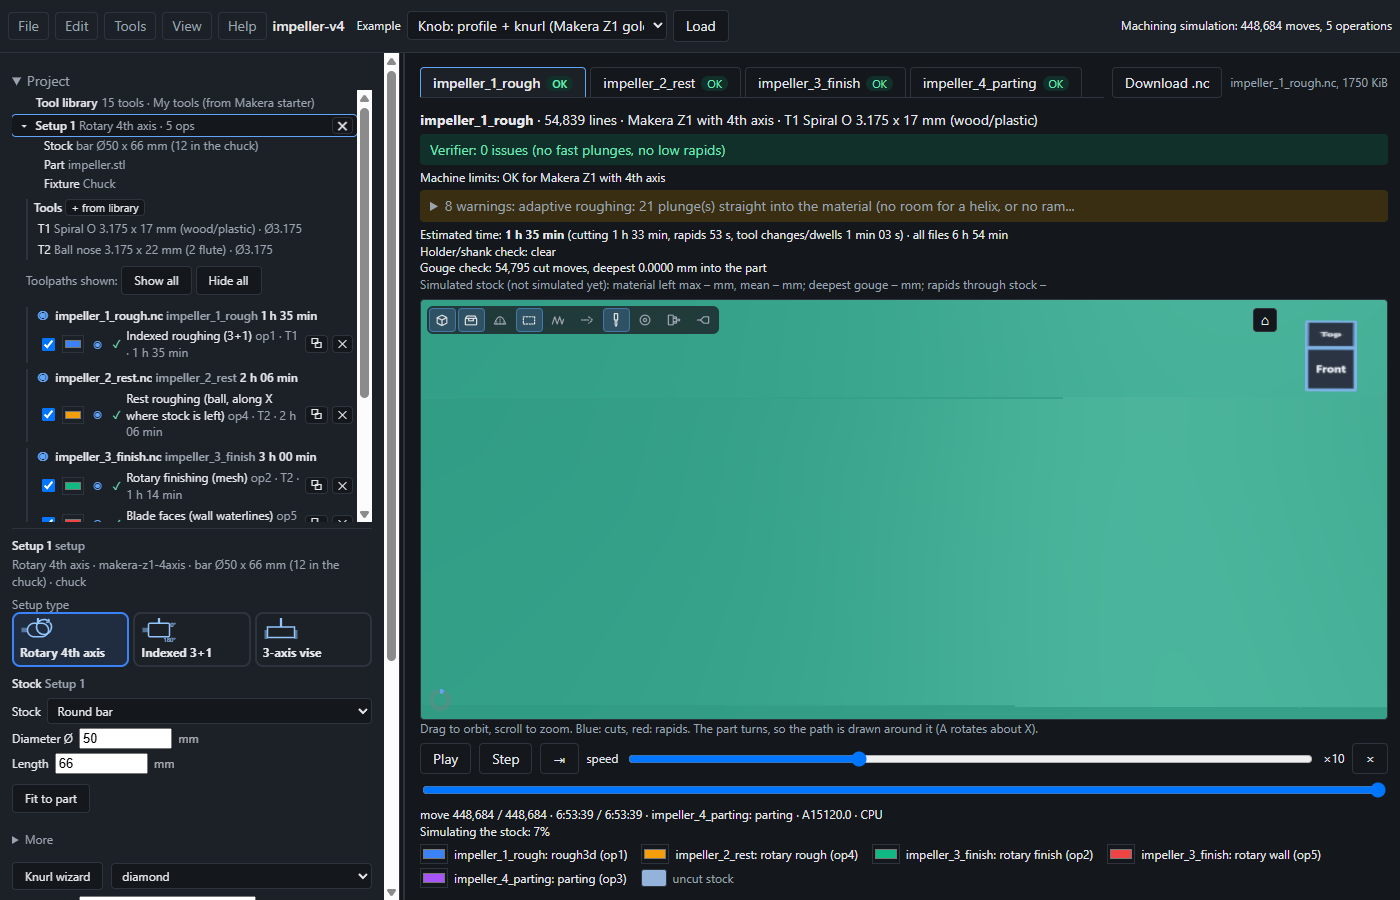 File Edit Tools View Help impeller-v4 Example Knob: profile + knurl (Makera Z1 gol Load Machining simulation: 448,684 moves, 5 operations
Project
Tool library 15 tools · My tools (from Makera starter)
Setup 1 Rotary 4th axis · 5 ops
Stock bar Ø50 x 66 mm (12 in the chuck)
Part impeller.stl
Fixture Chuck
Tools + from library
T1 Spiral O 3.175 x 17 mm (wood/plastic) · Ø3.175
T2 Ball nose 3.175 x 22 mm (2 flute) · Ø3.175
Toolpaths shown: Show all Hide all
impeller_1_rough.nc impeller_1_rough 1 h 35 min
Indexed roughing (3+1) op1 · T1
· 1 h 35 min
impeller_2_rest.nc impeller_2_rest 2 h 06 min
Rest roughing (ball, along X
where stock is left) op4 · T2 · 2 h
06 min
impeller_3_finish.nc impeller_3_finish 3 h 00 min
Rotary finishing (mesh) op2 · T2 ·
1 h 14 min
Blade faces (wall waterlines) op5
Setup 1 setup
Rotary 4th axis · makera-z1-4axis · bar Ø50 x 66 mm (12 in the
chuck) · chuck
Setup type
Rotary 4th axis Indexed 3+1 3-axis vise
Stock Setup 1
Stock Round bar
Diameter Ø 50 mm
Length 66 mm
Fit to part
More
Knurl wizard diamond
impeller_1_rough OK impeller_2_rest OK impeller_3_finish OK impeller_4_parting OK Download .nc impeller_1_rough.nc, 1750 KiB
impeller_1_rough · 54,839 lines · Makera Z1 with 4th axis · T1 Spiral O 3.175 x 17 mm (wood/plastic)
Verifier: 0 issues (no fast plunges, no low rapids)
Machine limits: OK for Makera Z1 with 4th axis
8 warnings: adaptive roughing: 21 plunge(s) straight into the material (no room for a helix, or no ram...
Estimated time: 1 h 35 min (cutting 1 h 33 min, rapids 53 s, tool changes/dwells 1 min 03 s) · all files 6 h 54 min
Holder/shank check: clear
Gouge check: 54,795 cut moves, deepest 0.0000 mm into the part
Simulated stock (not simulated yet): material left max – mm, mean – mm; deepest gouge – mm; rapids through stock –
Top
Front
Drag to orbit, scroll to zoom. Blue: cuts, red: rapids. The part turns, so the path is drawn around it (A rotates about X).
Play Step speed ×10
move 448,684 / 448,684 · 6:53:39 / 6:53:39 · impeller_4_parting: parting · A15120.0 · CPU
Simulating the stock: 7%
impeller_1_rough: rough3d (op1) impeller_2_rest: rotary rough (op4) impeller_3_finish: rotary finish (op2) impeller_3_finish: rotary wall (op5)
impeller_4_parting: parting (op3) uncut stock